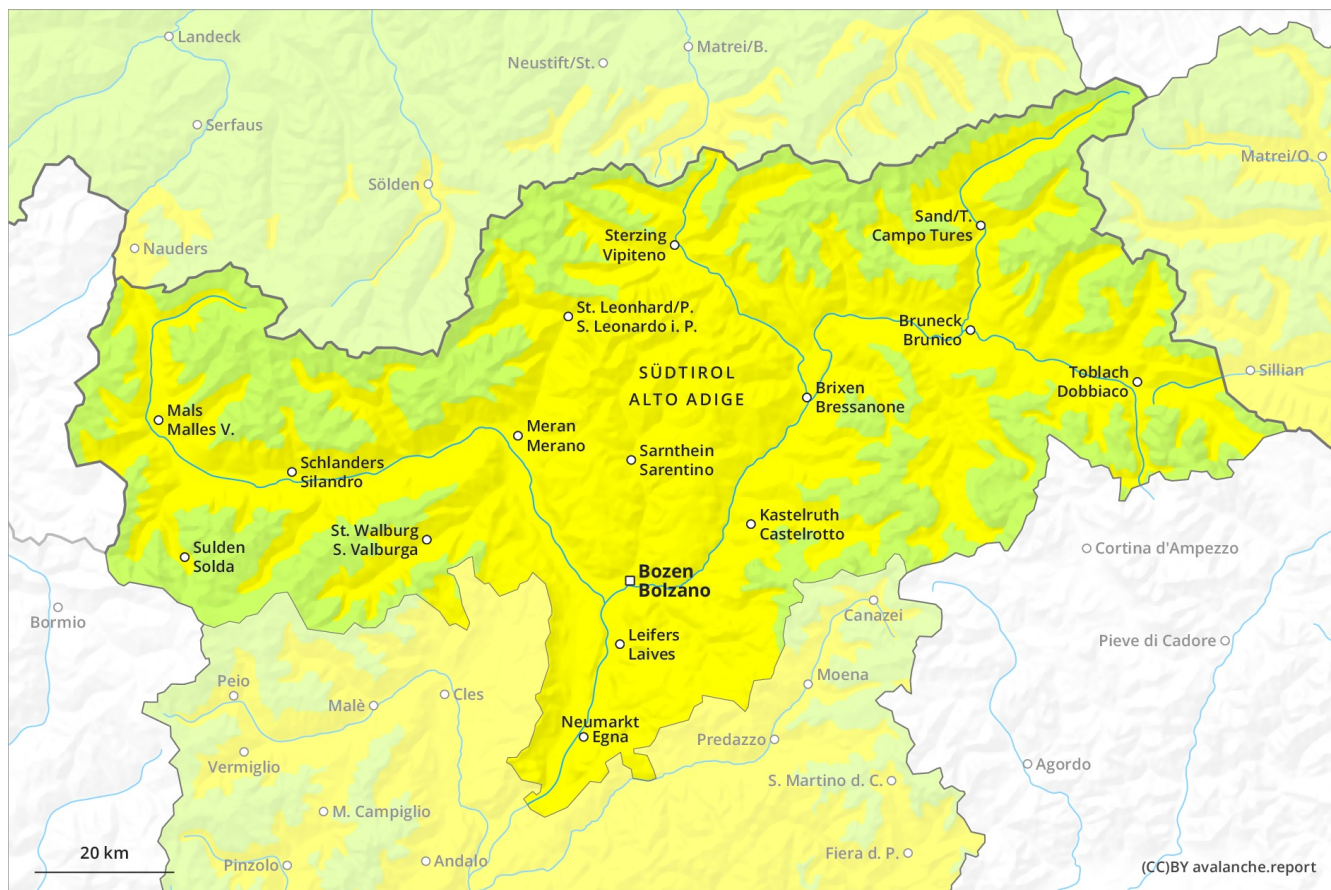 Landeck
Matrei/B.
Neustift/St.
Serfaus
Matrei/O.
Sölden
Sand/T.
Campo Tures
Sterzing
Vipiteno
Nauders
St. Leonhard/P.
S. Leonardo i. P.
Bruneck
Brunico
SÜDTIROL
ALTO ADIGE
Toblach
Dobbiaco
Sillian
Brixen
Bressanone
Mals
Malles V.
Meran
Merano
Sarnthein
Sarentino
Schlanders
Silandro
Kastelruth
Castelrotto
St. Walburg
S. Valburga
Sulden
Solda
Cortina d'Ampezzo
Bozen
Bolzano
Bormio
Canazei
Leifers
Laives
Pieve di Cadore
Moena
Peio
Malè
Cles
Neumarkt
Egna
Predazzo
Vermiglio
Agordo
S. Martino d. C.
M. Campiglio
20 km
Pinzolo
Andalo
Fiera d. P.
(CC)BY avalanche.report